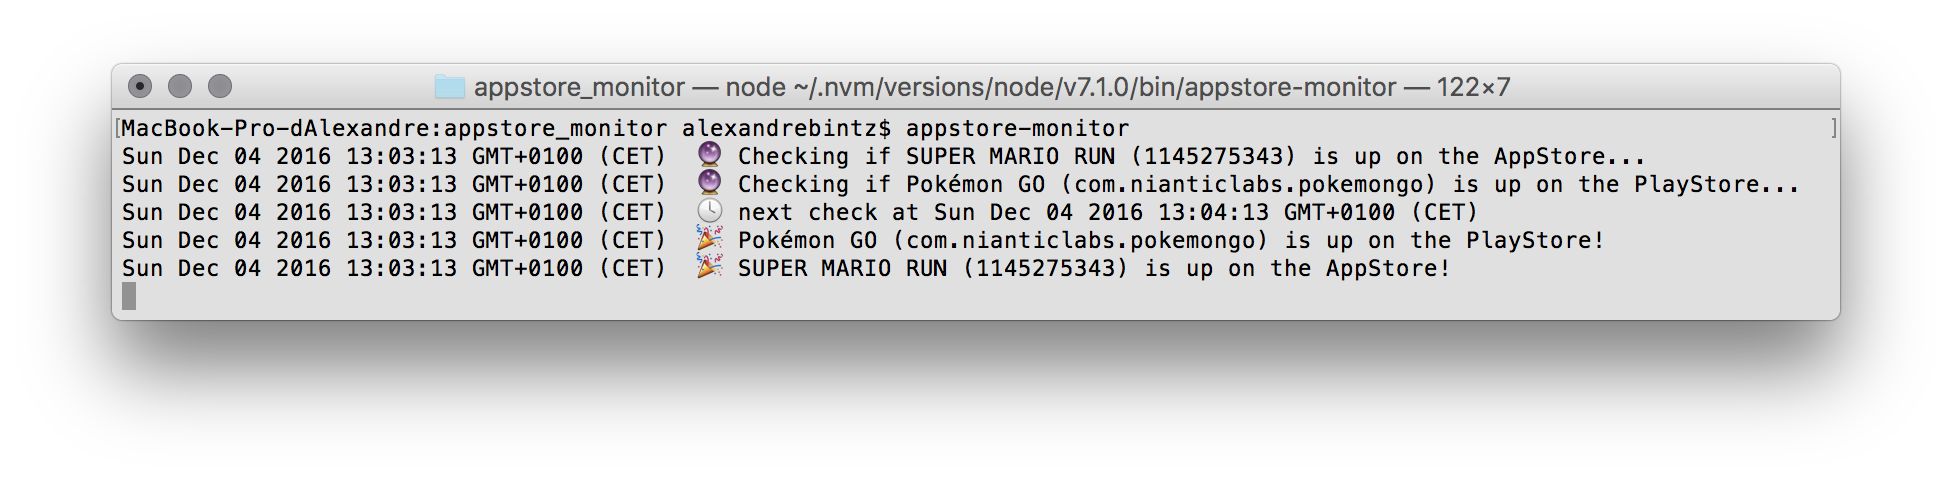 appstore_monitor — node ~/.nvm/versions/node/v7.1.0/bin/appstore-monitor — 122×7
[MacBook-Pro-dAlexandre:appstore_monitor alexandrebintz$ appstore-monitor ]
Sun Dec 04 2016 13:03:13 GMT+0100 (CET) 🔮 Checking if SUPER MARIO RUN (1145275343) is up on the AppStore...
Sun Dec 04 2016 13:03:13 GMT+0100 (CET) 🔮 Checking if Pokémon GO (com.nianticlabs.pokemongo) is up on the PlayStore...
Sun Dec 04 2016 13:03:13 GMT+0100 (CET) 🕓 next check at Sun Dec 04 2016 13:04:13 GMT+0100 (CET)
Sun Dec 04 2016 13:03:13 GMT+0100 (CET) 🎉 Pokémon GO (com.nianticlabs.pokemongo) is up on the PlayStore!
Sun Dec 04 2016 13:03:13 GMT+0100 (CET) 🎉 SUPER MARIO RUN (1145275343) is up on the AppStore!